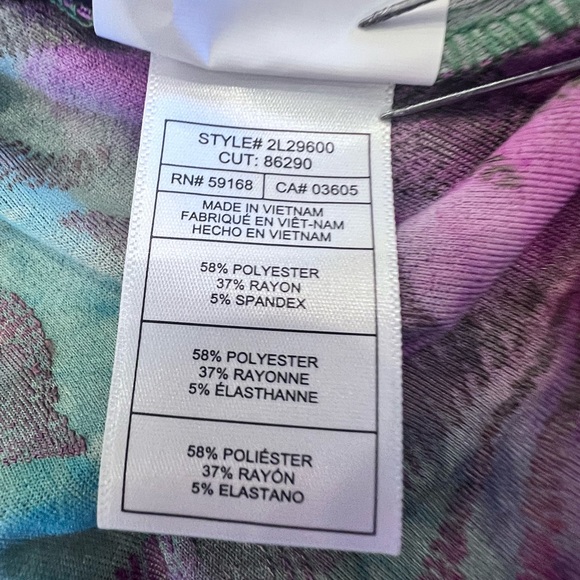 STYLE# 2L29600
CUT: 86290
RN# 59168 CA# 03605
MADE IN VIETNAM
FABRIQUÉ EN VIÊT-NAM
HECHO EN VIETNAM
58% POLYESTER
37% RAYON
5% SPANDEX
58% POLYESTER
37% RAYONNE
5% ÉLASTHANNE
58% POLIÉSTER
37% RAYÓN
5% ELASTANO